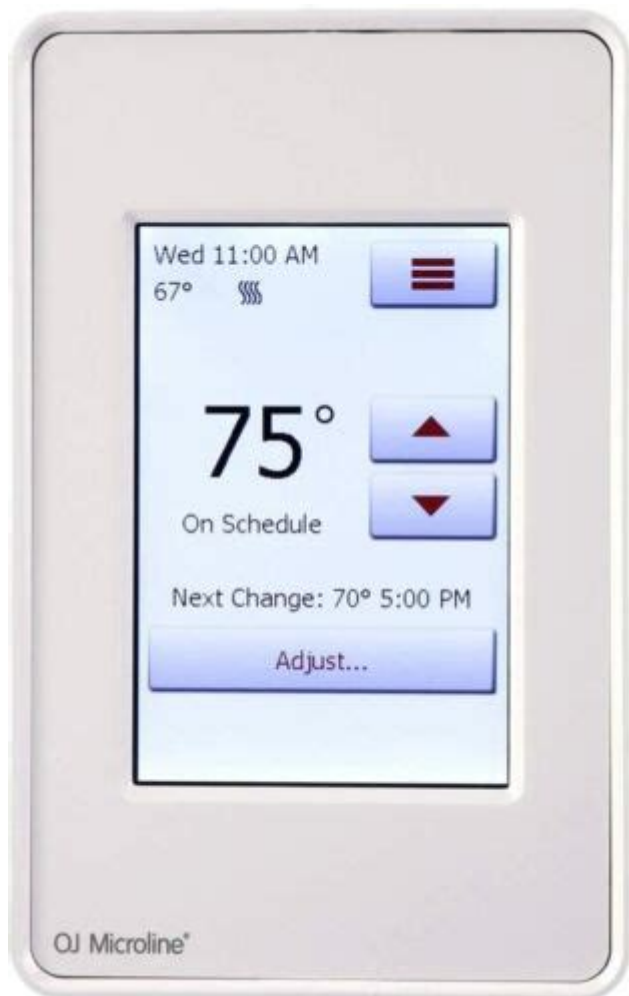 Wed 11:00 AM
67°
75°
On Schedule
Next Change: 70° 5:00 PM
Adjust...
OJ Microline®